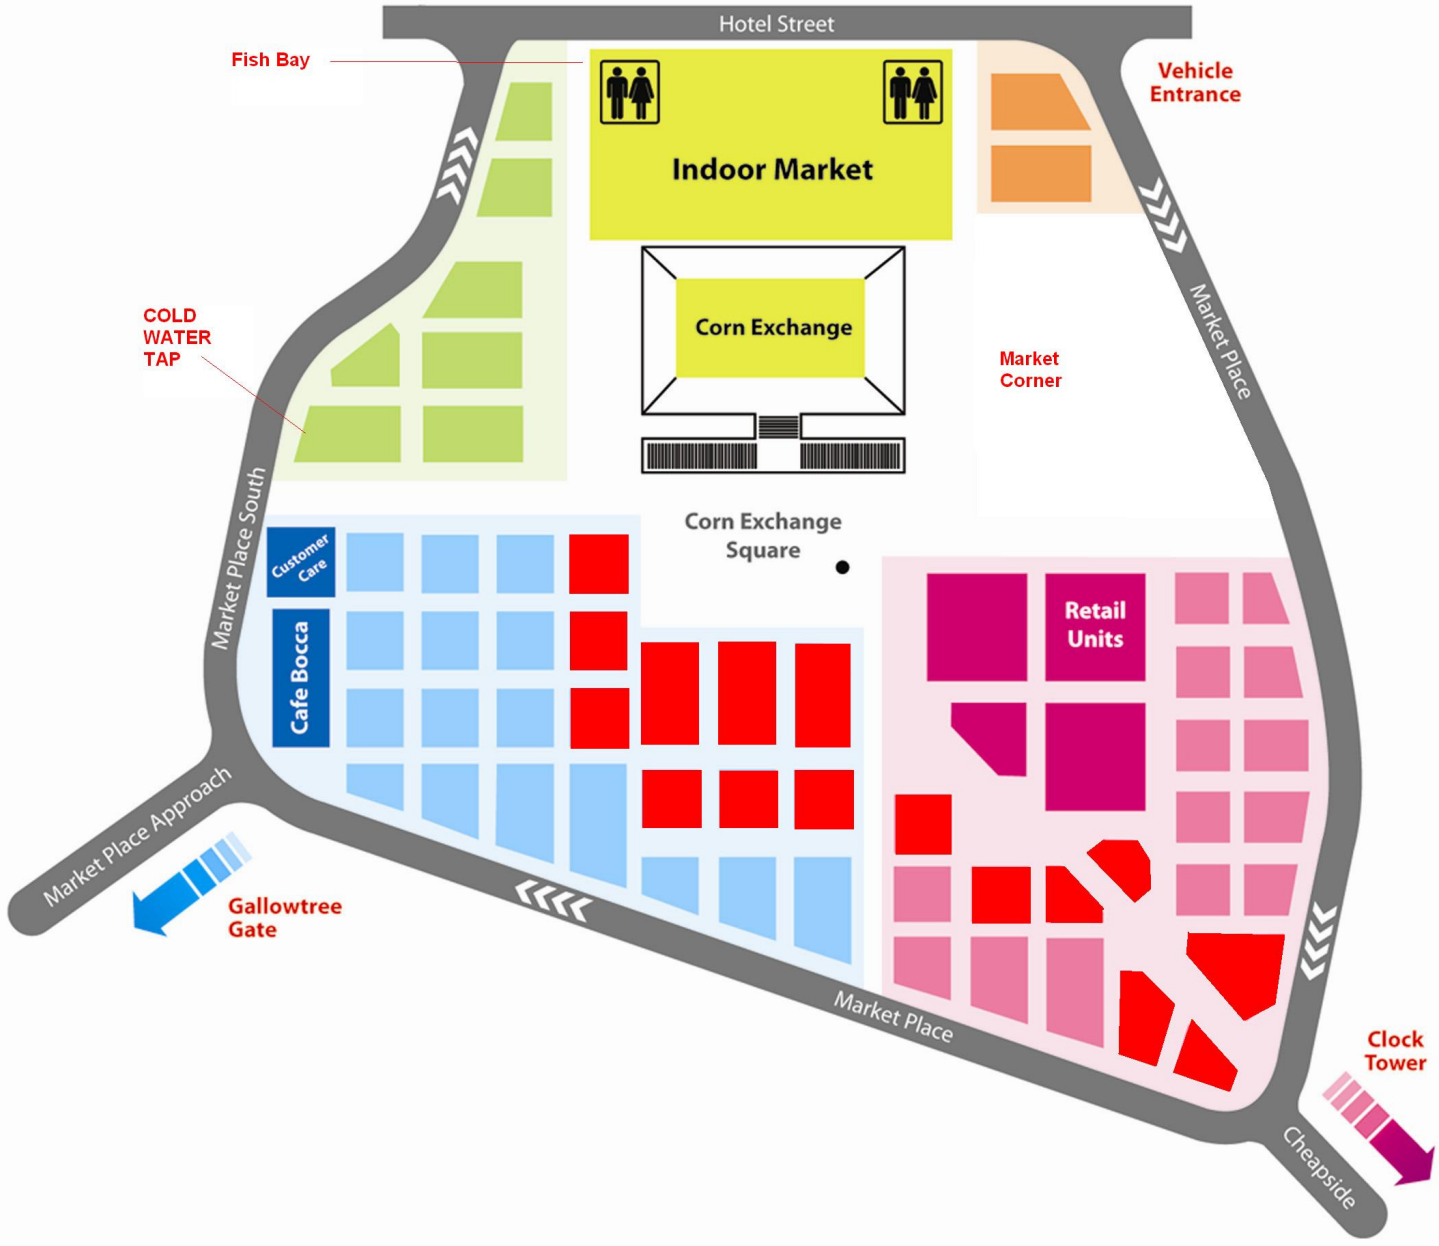 Hotel Street
Fish Bay
Vehicle
Entrance
Indoor Market
COLD
WATER
TAP
Corn Exchange
Market
Corner
Market Place
Market Place South
Corn Exchange
Square
Customer
Care
Cafe Bocca
Retail
Units
Market Place Approach
Gallowtree
Gate
Market Place
Clock
Tower
Cheapside